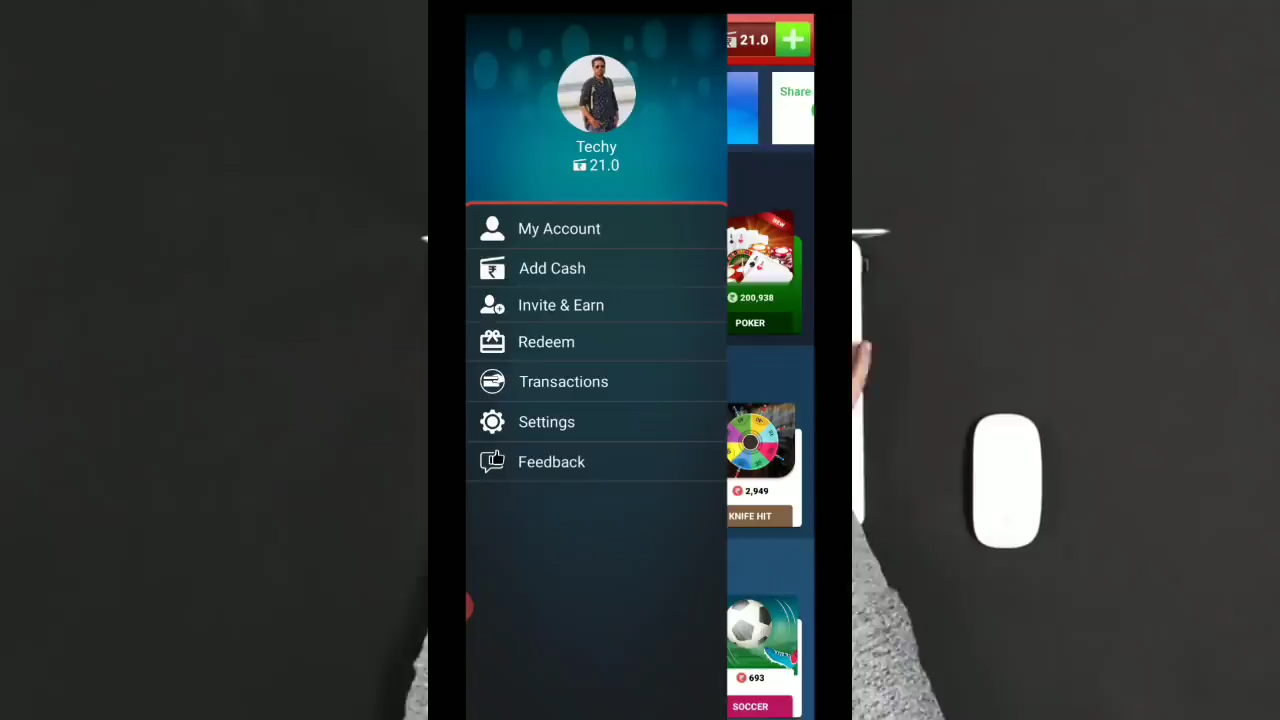 Techy
21.0
My Account
Add Cash
Invite & Earn
Redeem
Transactions
Settings
Feedback
21.0
Share
NEW
200,938
POKER
2,949
KNIFE HIT
693
SOCCER